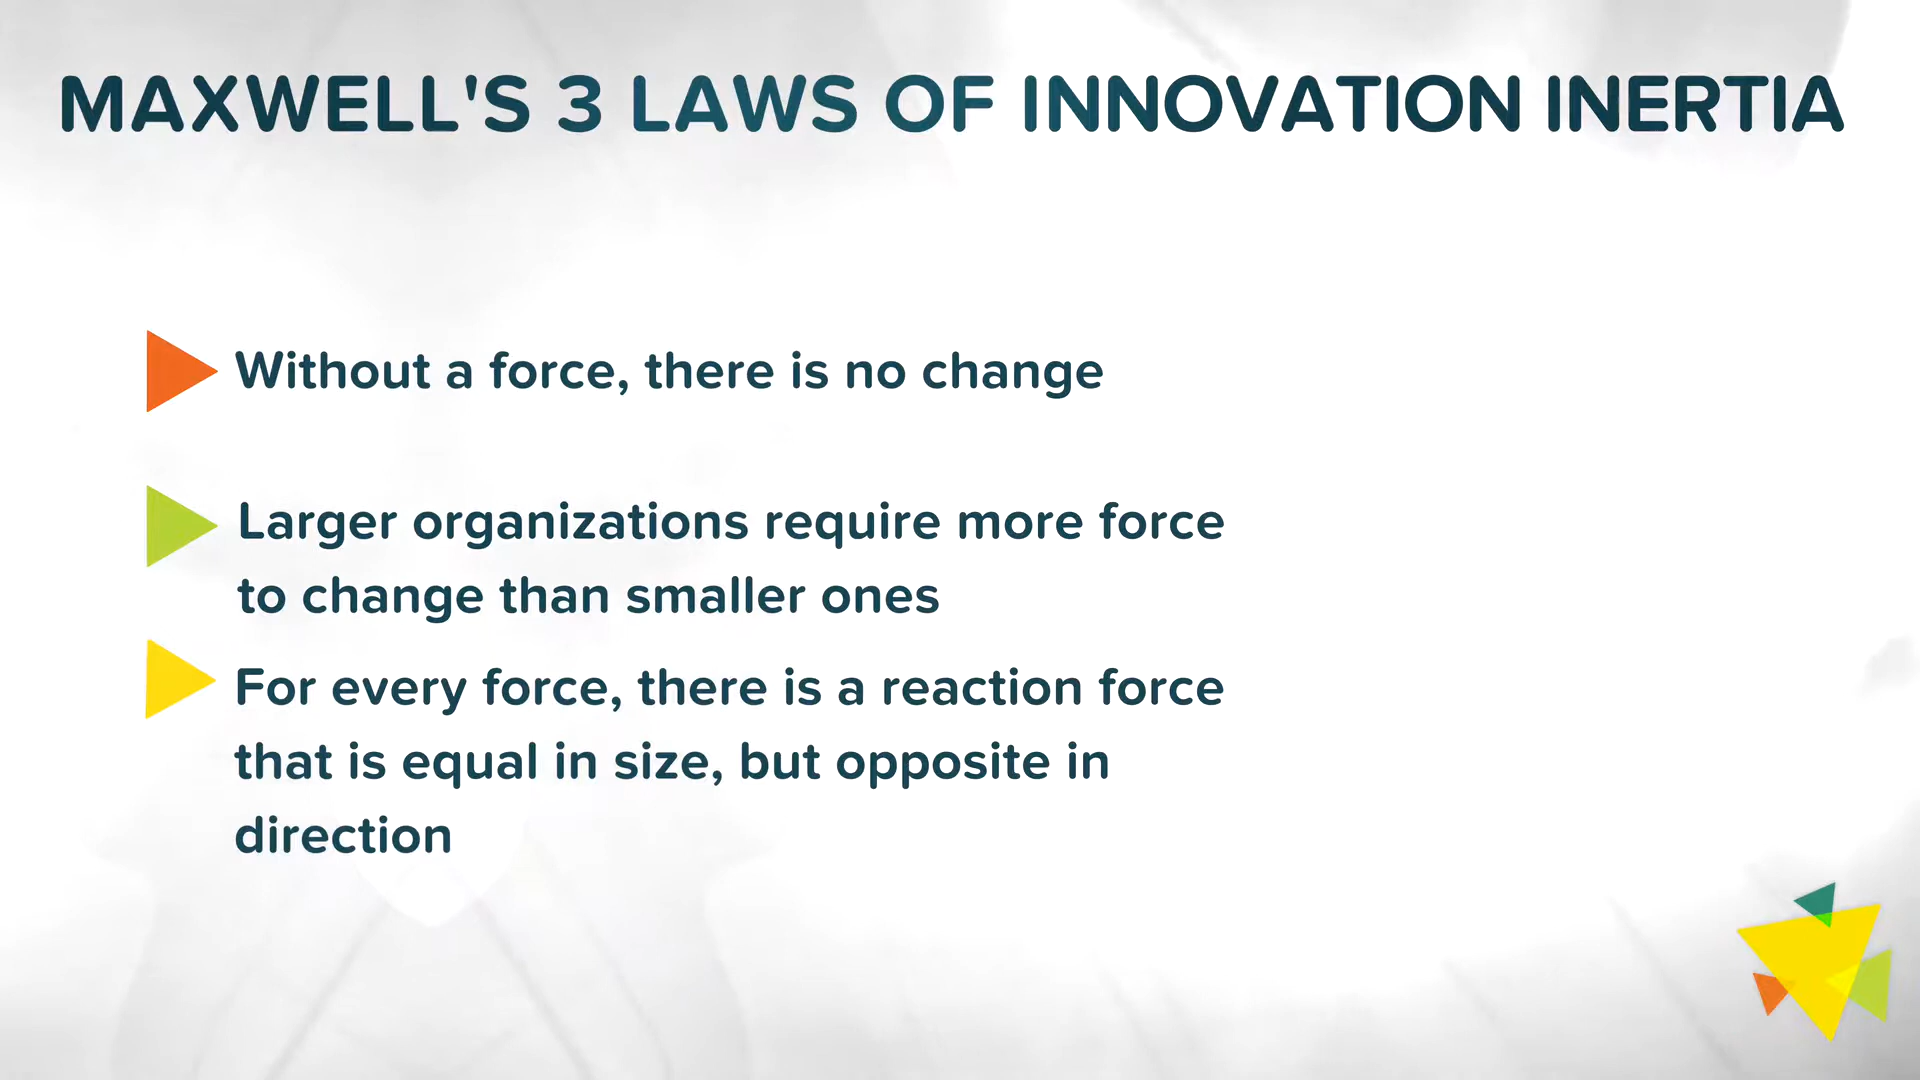 MAXWELL'S 3 LAWS OF INNOVATION INERTIA
Without a force, there is no change
Larger organizations require more force
to change than smaller ones
For every force, there is a reaction force
that is equal in size, but opposite in
direction